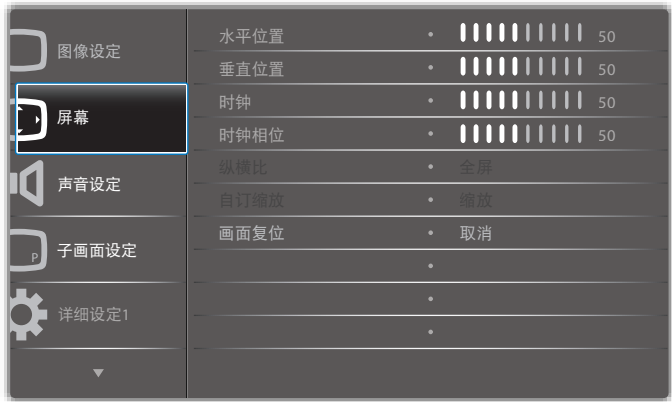 图像设定
屏幕
声音设定
P
子画面设定
详细设定1
水平位置 • 50
垂直位置 • 50
时钟 • 50
时钟相位 • 50
纵横比 • 全屏
自订缩放 • 缩放
画面复位 • 取消
•
•
•